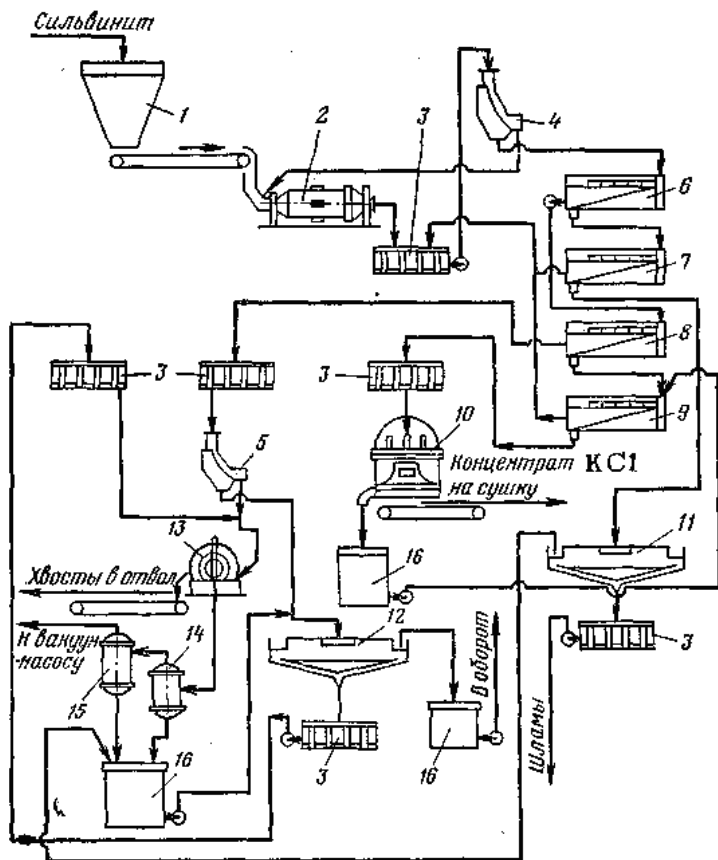 Сильвинит
1
2
3
4
6
7
8
9
3
3
3
10
5
Концентрат KCl
на сушку
11
13
16
Хвосты в отвал
12
К вакуум-
-насосу
14
15
В оборот
3
Шламы
16
3
16